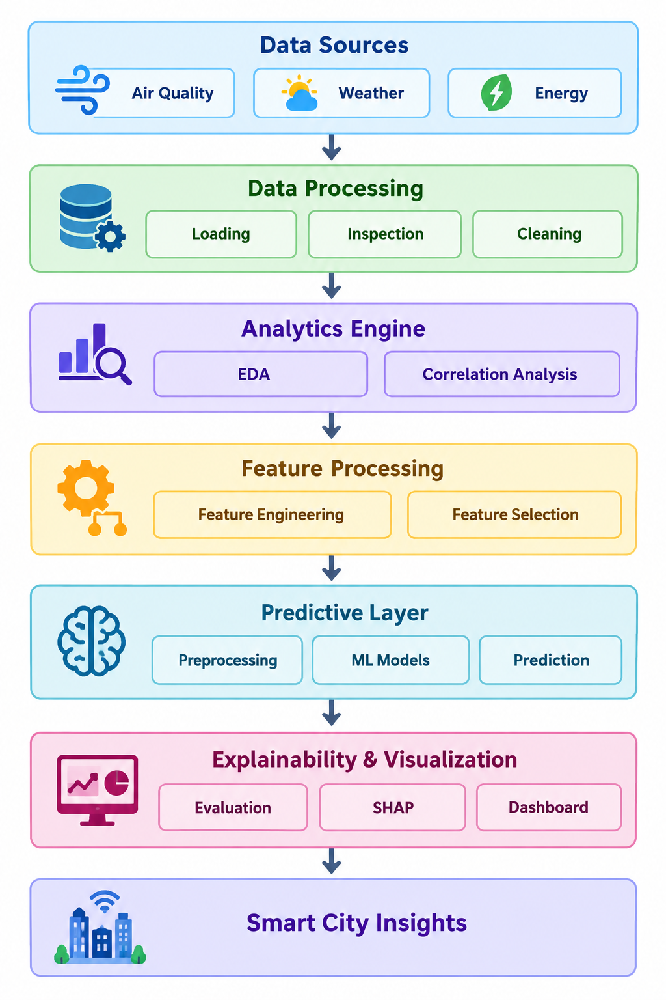 Data Sources
Air Quality
Weather
Energy
Data Processing
Loading
Inspection
Cleaning
Analytics Engine
EDA
Correlation Analysis
Feature Processing
Feature Engineering
Feature Selection
Predictive Layer
Preprocessing
ML Models
Prediction
Explainability & Visualization
Evaluation
SHAP
Dashboard
Smart City Insights